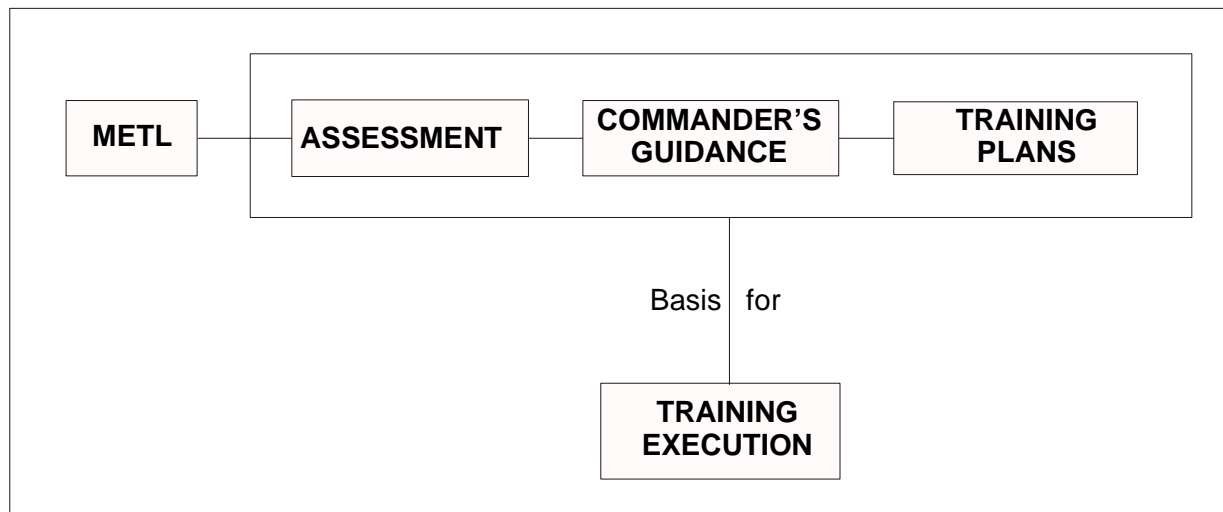 METL
ASSESSMENT
COMMANDER’S
GUIDANCE
TRAINING
PLANS
Basis for
TRAINING
EXECUTION